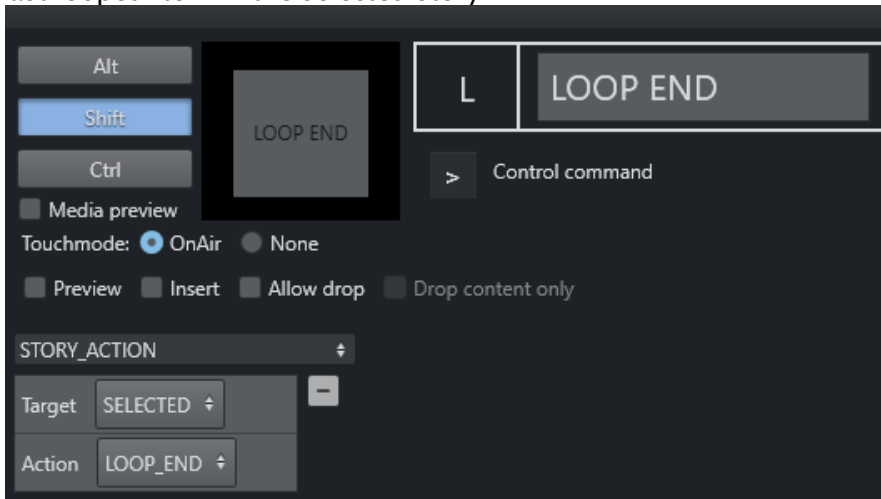 Alt
Shift
Ctrl
Media preview
LOOP END
L
LOOP END
>
Control command
Touchmode: OnAir None
Preview Insert Allow drop Drop content only
STORY_ACTION
Target SELECTED
Action LOOP_END